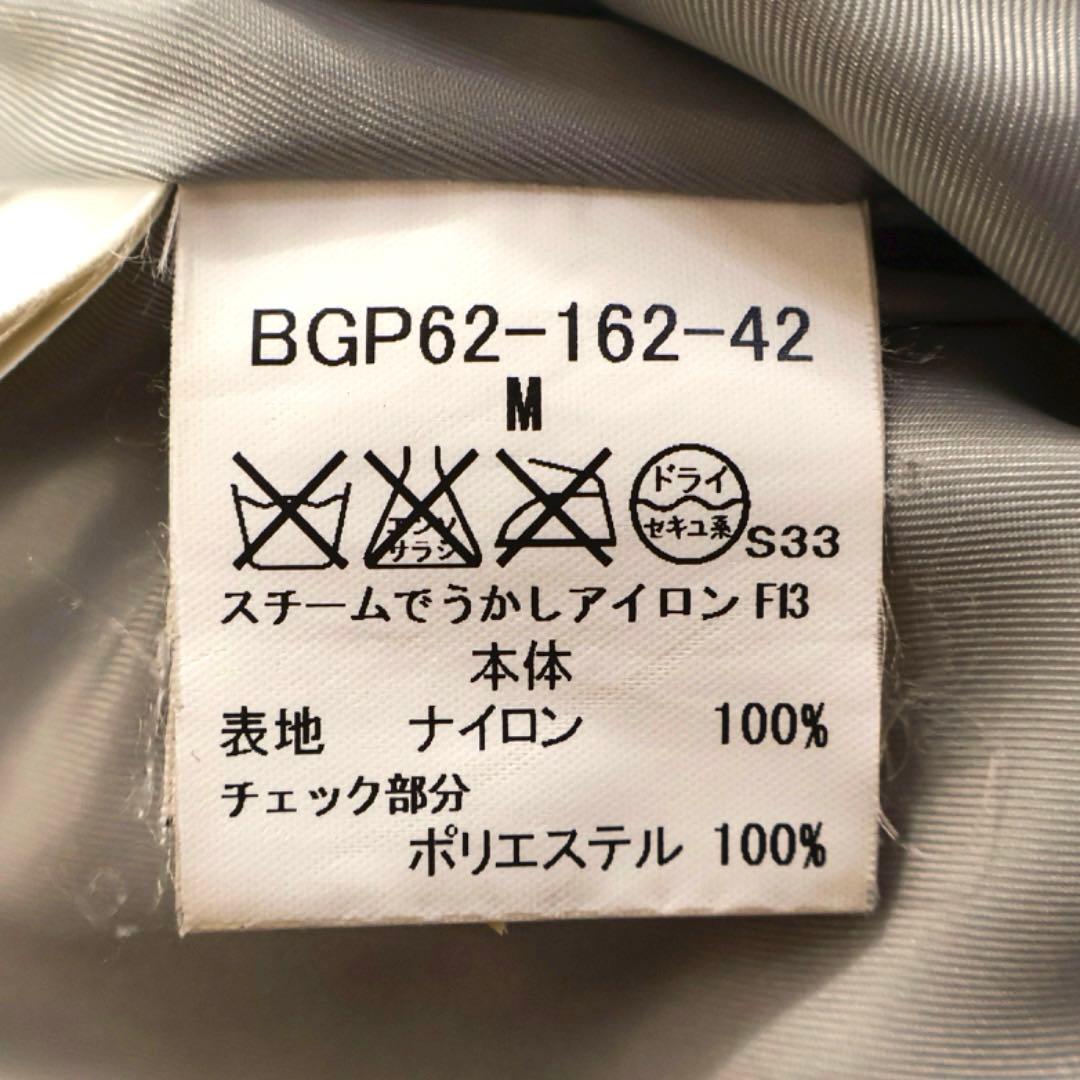 BGP62-162-42
M
エンソ
サラシ
ドライ
セキユ系
S33
スチームでうかしアイロン F13
本体
表地 ナイロン 100%
チェック部分
ポリエステル 100%